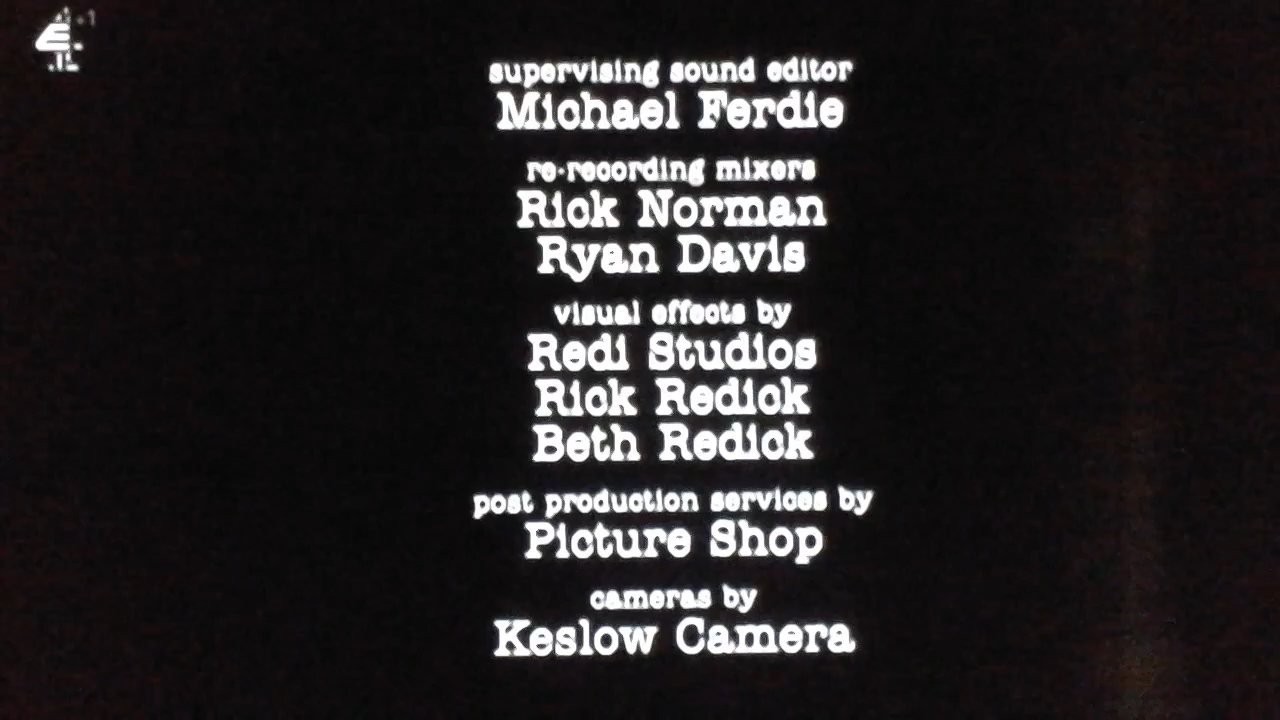 supervising sound editor
Michael Ferdie
re-recording mixers
Rick Norman
Ryan Davis
visual effects by
Redi Studios
Rick Redick
Beth Redick
post production services by
Picture Shop
cameras by
Keslow Camera